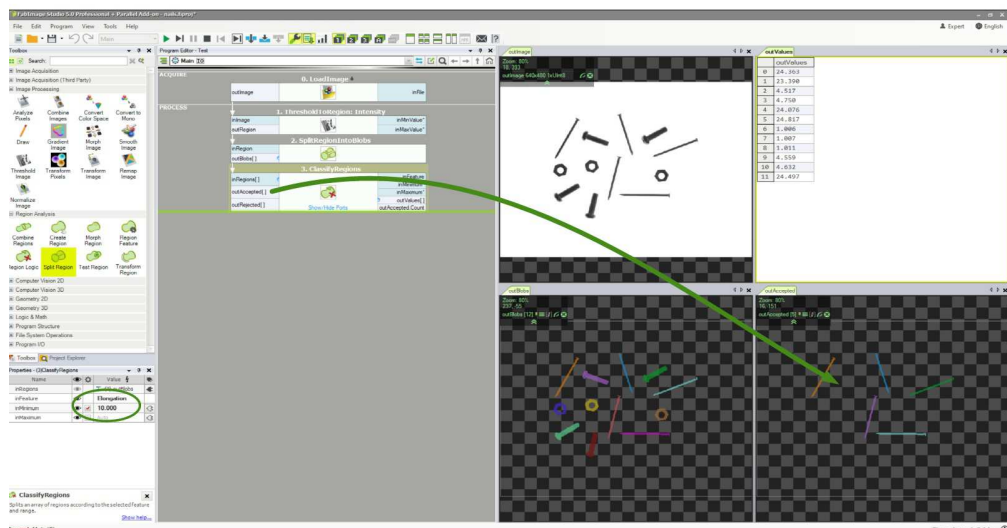 FabImage Studio 5.0 Professional + Parallel Add-on - nails.fiproj*
File Edit Program View Tools Help
Main
Expert English
Toolbox
Search:
Image Acquisition
Image Acquisition (Third Party)
Image Processing
Analyze Pixels
Combine Images
Convert Color Space
Convert to Mono
Draw
Gradient Image
Morph Image
Smooth Image
Threshold Image
Transform Pixels
Transform Image
Remap Image
Normalize Image
Region Analysis
Combine Regions
Create Region
Morph Region
Region Feature
Region Logic
Split Region
Test Region
Transform Region
Computer Vision 2D
Computer Vision 3D
Geometry 2D
Geometry 3D
Logic & Math
Program Structure
File System Operations
Program I/O
Toolbox Project Explorer
Properties - (3)ClassifyRegions
Name Value
inRegions
inFeature Elongation
inMinimum 10.000
inMaximum
ClassifyRegions
Splits an array of regions according to the selected feature and range.
Show help...
Program Editor - Test
Main
ACQUIRE
0. LoadImage
outImage inFile
PROCESS
1. ThresholdToRegion: Intensity
inImage inMinValue*
outRegion inMaxValue*
2. SplitRegionIntoBlobs
inRegion
outBlobs[]
3. ClassifyRegions
inRegions[] inFeature
inMinimum*
outAccepted[] inMaximum*
outValues[]
outRejected[] Show/Hide Ports outAccepted.Count
outImage
Zoom: 80%
outImage 640x480 1xUInt8
outValues
outValues
0 24.363
1 23.390
2 4.517
3 4.750
4 24.076
5 24.817
6 1.006
7 1.007
8 1.011
9 4.559
10 4.632
11 24.497
outBlobs
Zoom: 80%
outBlobs [12]
outAccepted
Zoom: 80%
outAccepted [5]